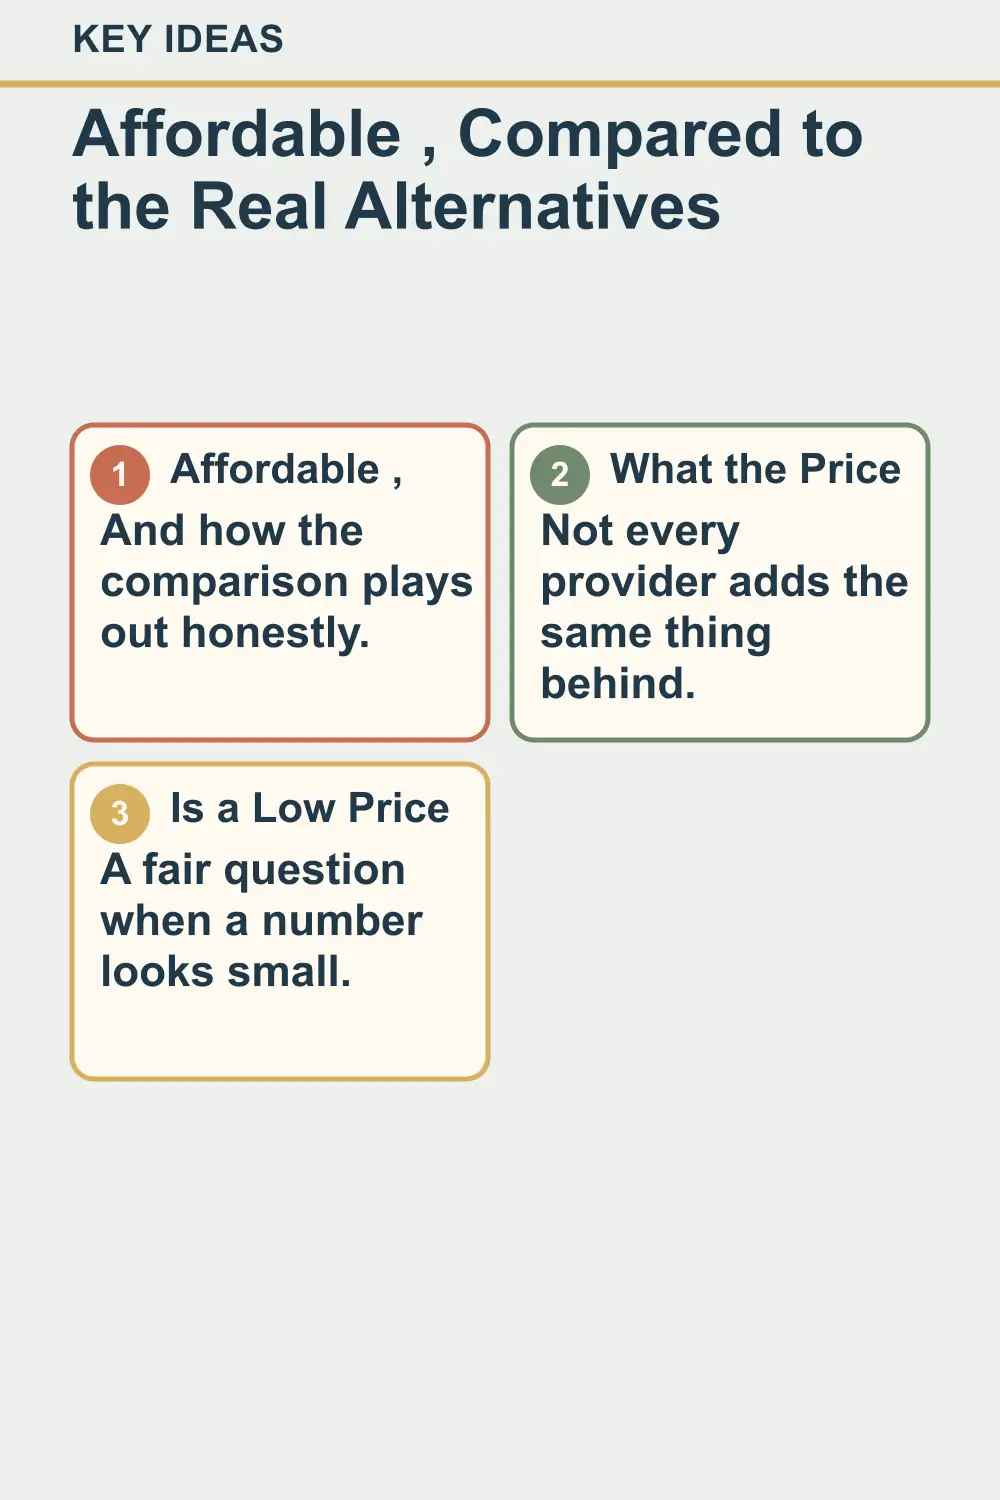 KEY IDEAS
Affordable , Compared to
the Real Alternatives
1
Affordable ,
And how the
comparison plays
out honestly.
2
What the Price
Not every
provider adds the
same thing
behind.
3
Is a Low Price
A fair question
when a number
looks small.